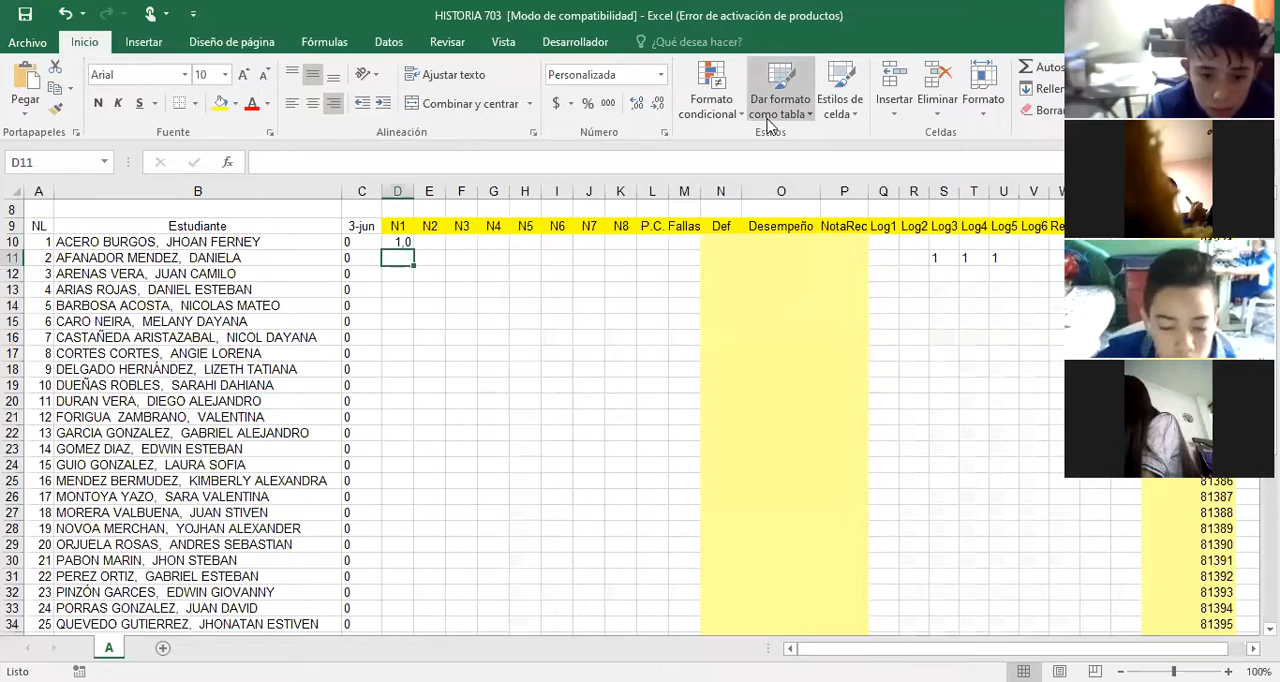 HISTORIA 703 [Modo de compatibilidad] - Excel (Error de activación de productos)
Archivo Inicio Insertar Diseño de página Fórmulas Datos Revisar Vista Desarrollador ¿Qué desea hacer?
Pegar
Arial 10
Ajustar texto
Personalizada
Formato condicional
Dar formato como tabla
Estilos de celda
Insertar Eliminar Formato
Autos
Rellen
Borra
N K S
Combinar y centrar
$ % 000
Portapapeles Fuente Alineación Número Estilos Celdas
D11 fx
A B C D E F G H I J K L M N O P Q R S T U V W
8
9 NL Estudiante 3-jun N1 N2 N3 N4 N5 N6 N7 N8 P.C. Fallas Def Desempeño NotaRec Log1 Log2 Log3 Log4 Log5 Log6 Re
10 1 ACERO BURGOS, JHOAN FERNEY 0 1,0
11 2 AFANADOR MENDEZ, DANIELA 0 1 1 1
12 3 ARENAS VERA, JUAN CAMILO 0
13 4 ARIAS ROJAS, DANIEL ESTEBAN 0
14 5 BARBOSA ACOSTA, NICOLAS MATEO 0
15 6 CARO NEIRA, MELANY DAYANA 0
16 7 CASTAÑEDA ARISTAZABAL, NICOL DAYANA 0
17 8 CORTES CORTES, ANGIE LORENA 0
18 9 DELGADO HERNÁNDEZ, LIZETH TATIANA 0
19 10 DUEÑAS ROBLES, SARAHI DAHIANA 0
20 11 DURAN VERA, DIEGO ALEJANDRO 0
21 12 FORIGUA ZAMBRANO, VALENTINA 0
22 13 GARCIA GONZALEZ, GABRIEL ALEJANDRO 0
23 14 GOMEZ DIAZ, EDWIN ESTEBAN 0
24 15 GUIO GONZALEZ, LAURA SOFIA 0
25 16 MENDEZ BERMUDEZ, KIMBERLY ALEXANDRA 0 81386
26 17 MONTOYA YAZO, SARA VALENTINA 0 81387
27 18 MORERA VALBUENA, JUAN STIVEN 0 81388
28 19 NOVOA MERCHAN, YOJHAN ALEXANDER 0 81389
29 20 ORJUELA ROSAS, ANDRES SEBASTIAN 0 81390
30 21 PABON MARIN, JHON STEBAN 0 81391
31 22 PEREZ ORTIZ, GABRIEL ESTEBAN 0 81392
32 23 PINZÓN GARCES, EDWIN GIOVANNY 0 81393
33 24 PORRAS GONZALEZ, JUAN DAVID 0 81394
34 25 QUEVEDO GUTIERREZ, JHONATAN ESTIVEN 0 81395
A
Listo 100%